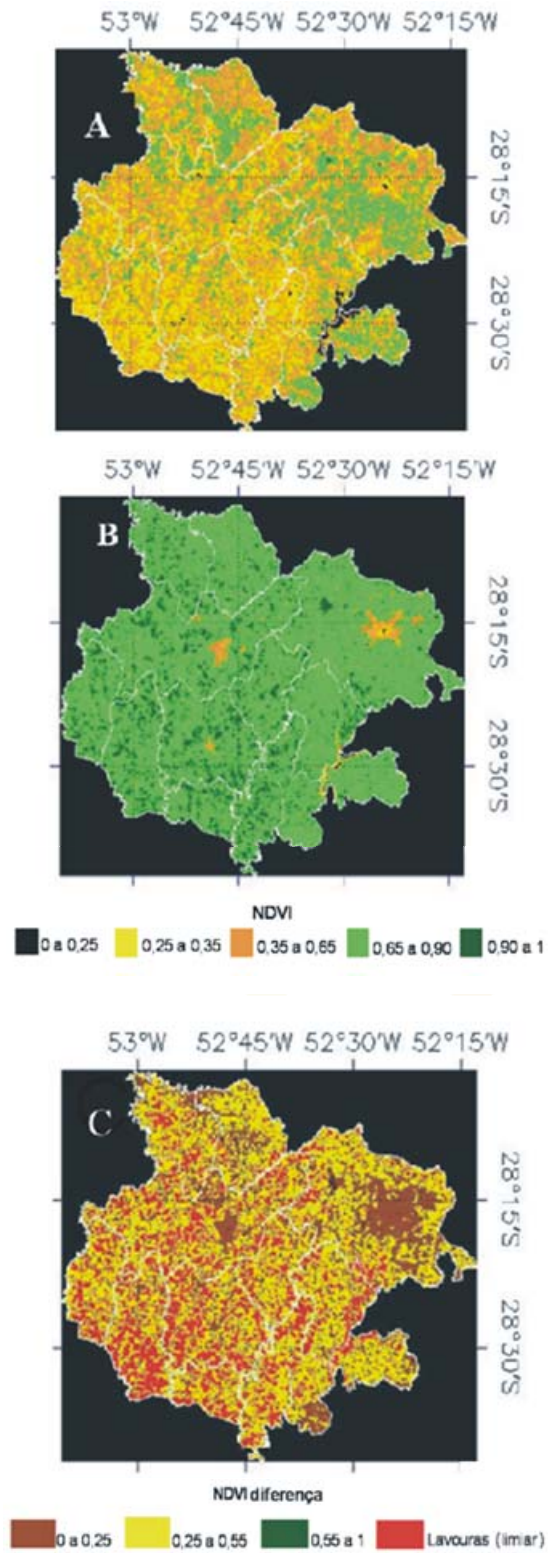 53°W 52°45'W 52°30'W 52°15'W
A
28°15'S
28°30'S
53°W 52°45'W 52°30'W 52°15'W
B
28°15'S
28°30'S
NDVI
0 a 0,25 0,25 a 0,35 0,35 a 0,65 0,65 a 0,90 0,90 a 1
53°W 52°45'W 52°30'W 52°15'W
C
28°15'S
28°30'S
NDVI diferença
0 a 0,25 0,25 a 0,55 0,55 a 1 Lavouras (limiar)